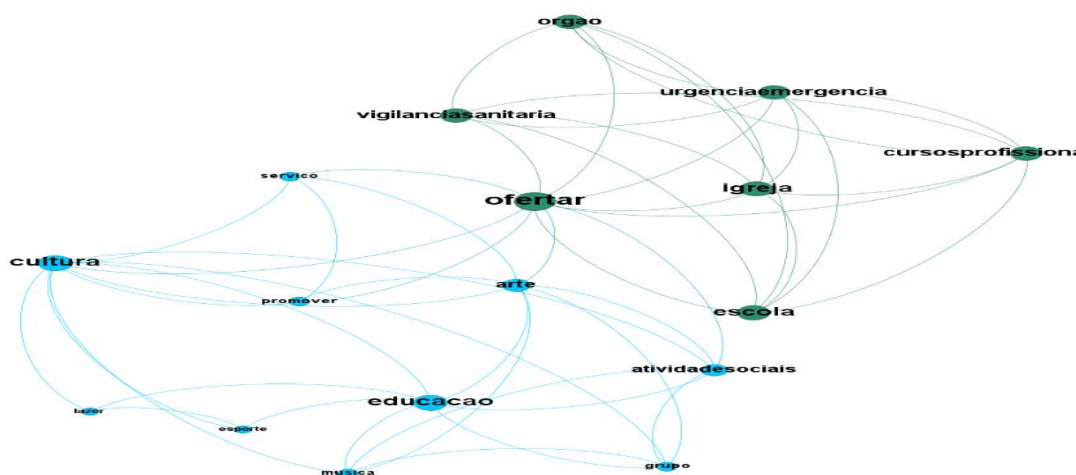 orgao
urgenciaemergencia
vigilanciasanitaria
cursosprofissiona
servico
igreja
ofertar
cultura
arte
promover
escola
atividadesociais
educacao
lazer
esporte
grupo
musica